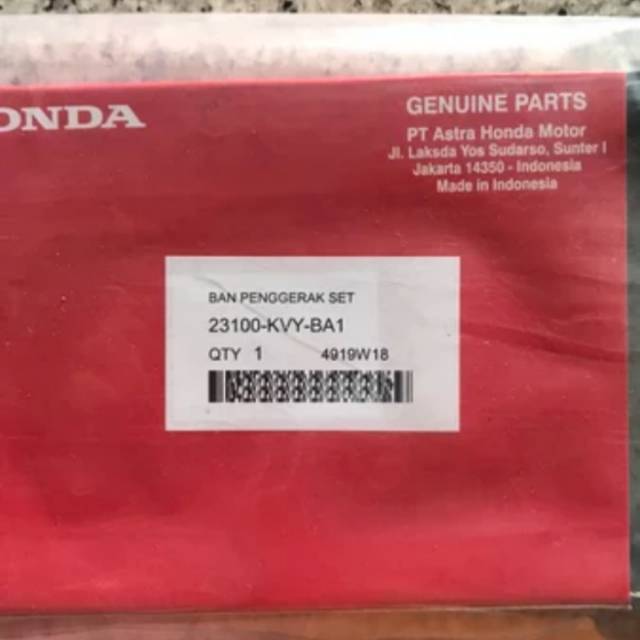 ONDA
GENUINE PARTS
PT Astra Honda Motor
Jl. Laksda Yos Sudarso, Sunter I
Jakarta 14350 - Indonesia
Made in Indonesia
BAN PENGGERAK SET
23100-KVY-BA1
QTY 1 4919W18